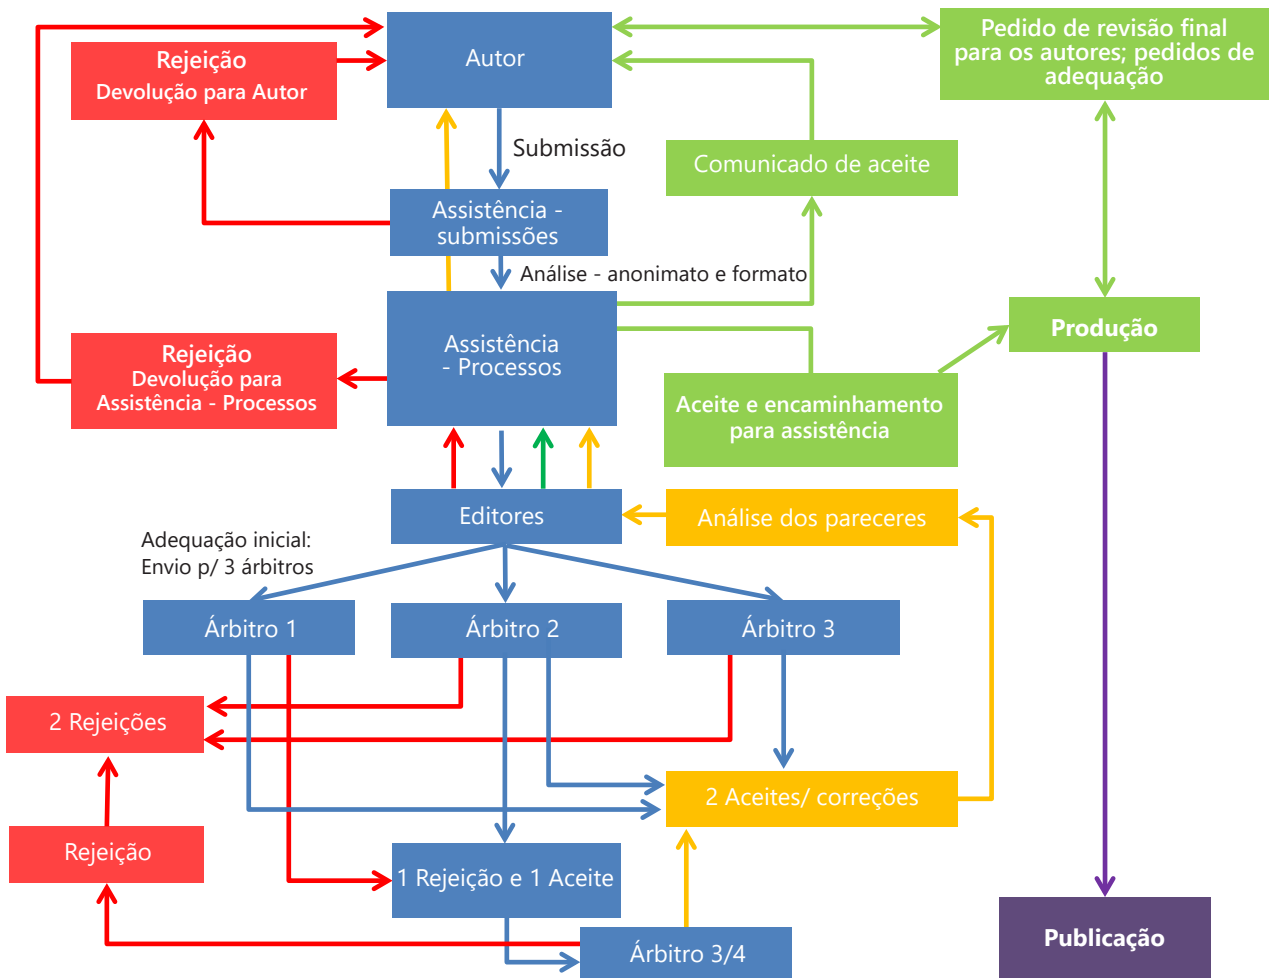 Pedido de revisão final
para os autores; pedidos de
adequação
Autor
Rejeição
Devolução para Autor
Submissão
Comunicado de aceite
Assistência -
submissões
Análise - anonimato e formato
Produção
Assistência
- Processos
Rejeição
Devolução para
Assistência - Processos
Aceite e encaminhamento
para assistência
Editores
Análise dos pareceres
Adequação inicial:
Envio p/ 3 árbitros
Árbitro 1
Árbitro 2
Árbitro 3
2 Rejeições
2 Aceites/ correções
Rejeição
1 Rejeição e 1 Aceite
Árbitro 3/4
Publicação